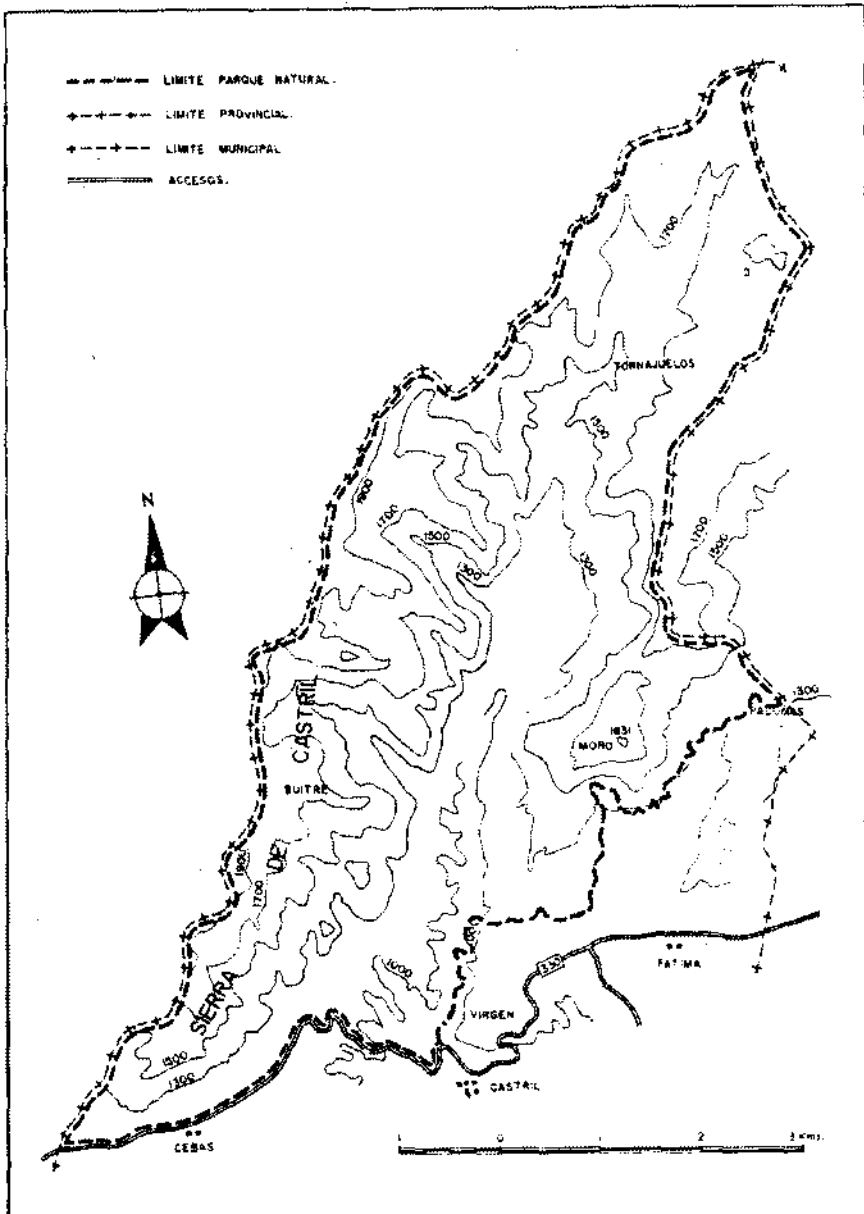 LIMITE PARQUE NATURAL.
LIMITE PROVINCIAL.
LIMITE MUNICIPAL
ACCESOS.
1700
TORNAJUELOS
1500
N
1900
1700
1500
1300
1700
1500
1300
CASTRIL
1300
MORO
1831
BUITRE
DE
1900
1700
SIERRA
1000
FATIMA
VIRGEN
1500
1300
CASTRIL
CEBAS
1 0 1 2 3 Kms.